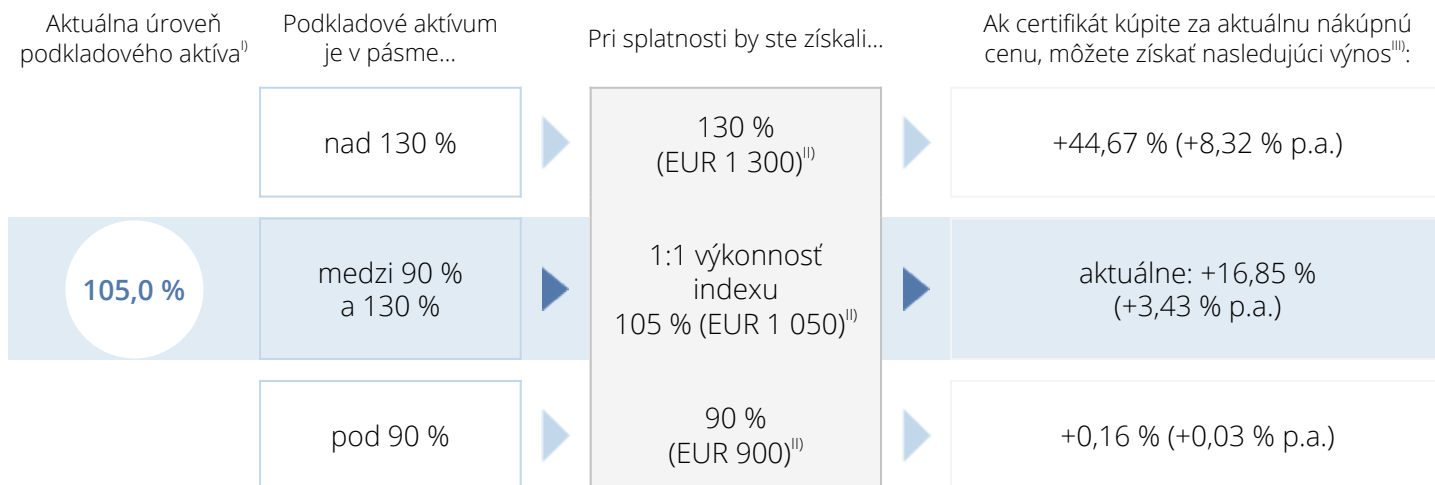 Aktuálna úroveň
podkladového aktíva I)
Podkladové aktívum
je v pásme...
Pri splatnosti by ste získali...
Ak certifikát kúpite za aktuálnu nákúpnú
cenu, môžete získať nasledujúci výnos III):
nad 130 %
130 %
(EUR 1 300) II)
+44,67 % (+8,32 % p.a.)
105,0 %
medzi 90 %
a 130 %
1:1 výkonnosť
indexu
105 % (EUR 1 050) II)
aktuálne: +16,85 %
(+3,43 % p.a.)
pod 90 %
90 %
(EUR 900) II)
+0,16 % (+0,03 % p.a.)